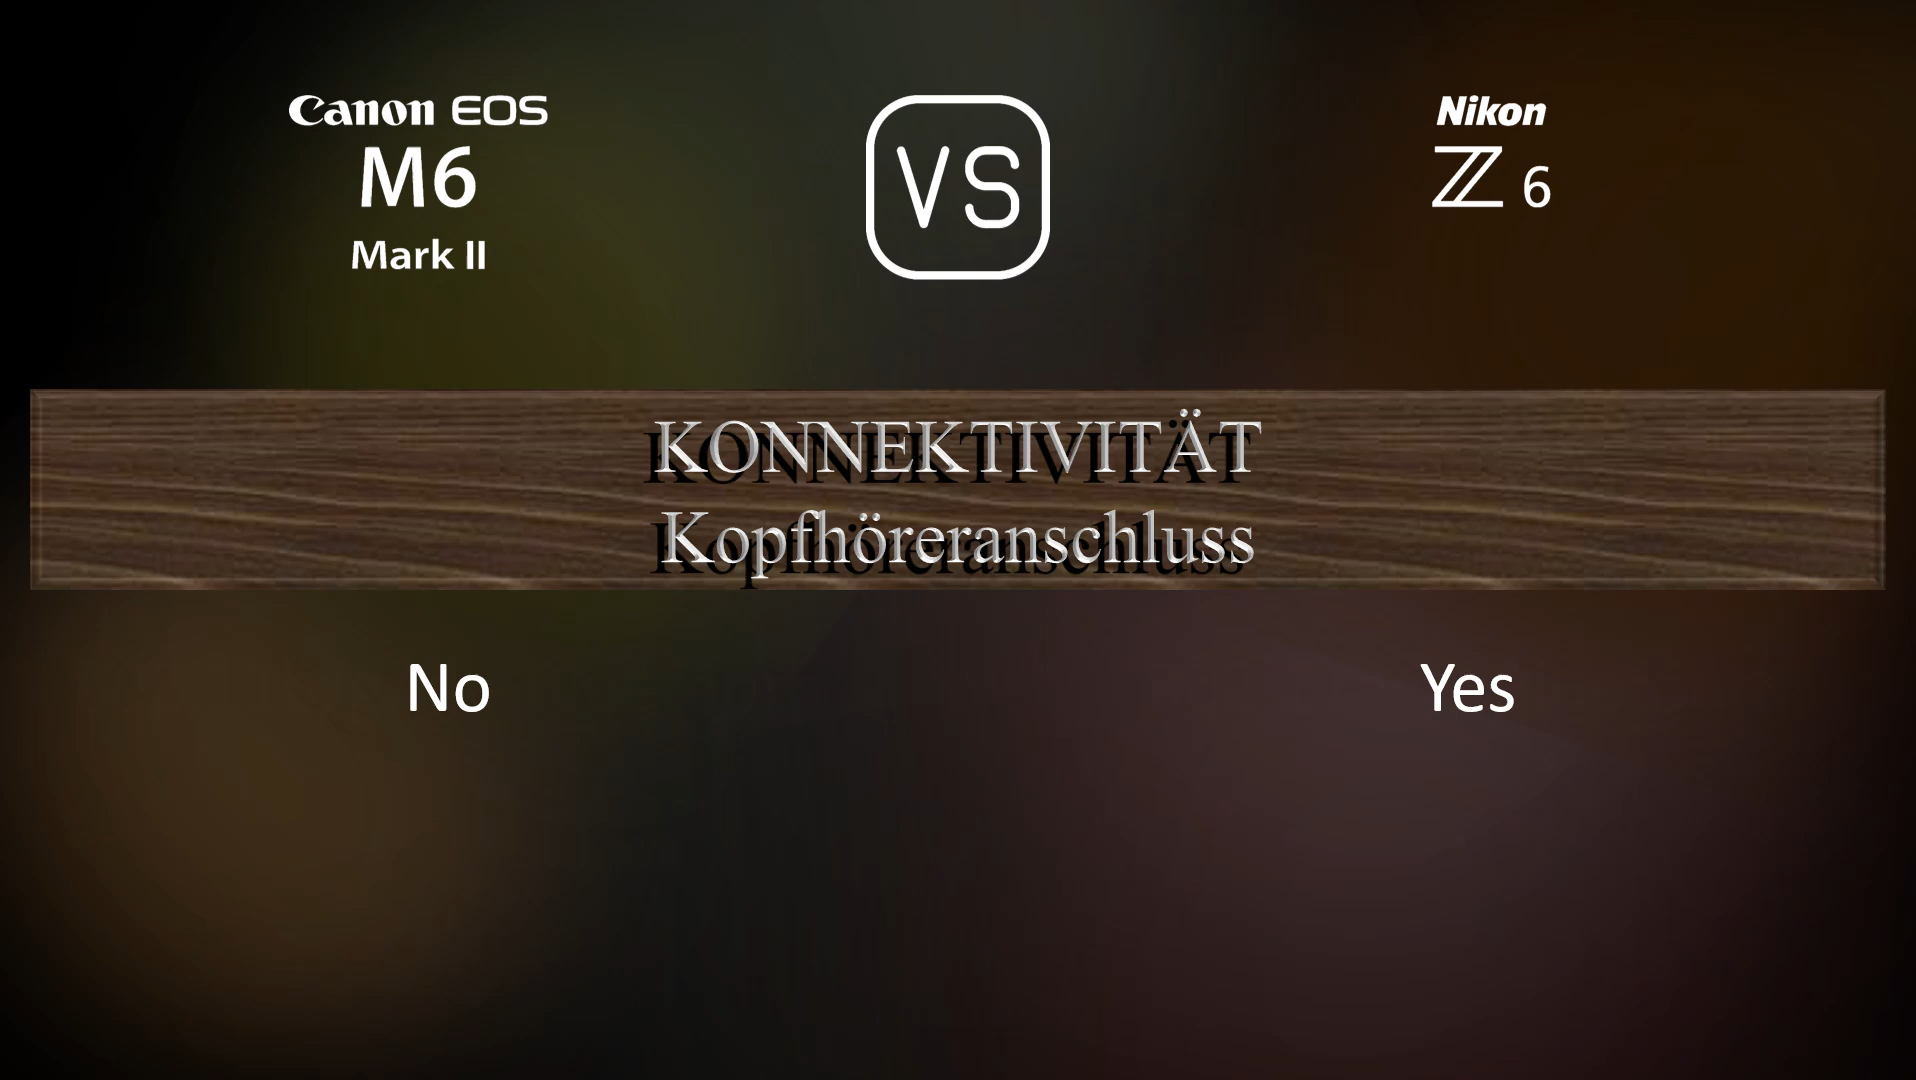 Canon EOS
M6
Mark II
VS
Nikon
Z 6
KONNEKTIVITÄT
Kopfhöreranschluss
No
Yes